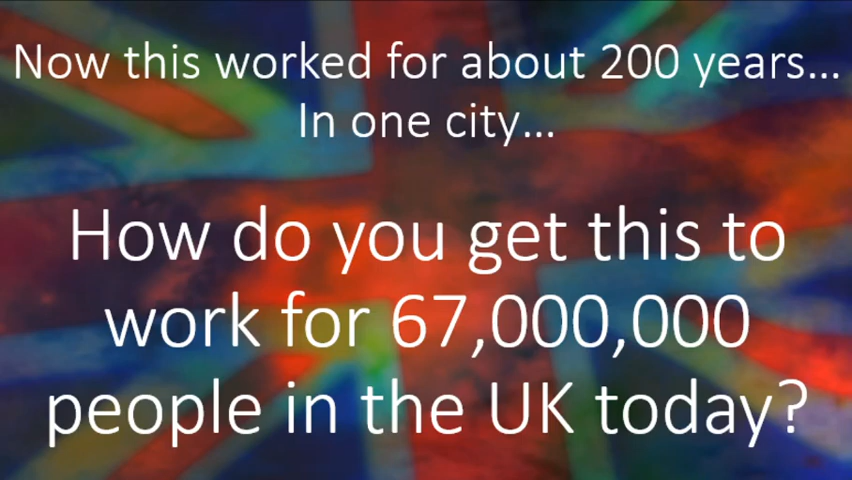 Now this worked for about 200 years...
In one city...
How do you get this to
work for 67,000,000
people in the UK today?